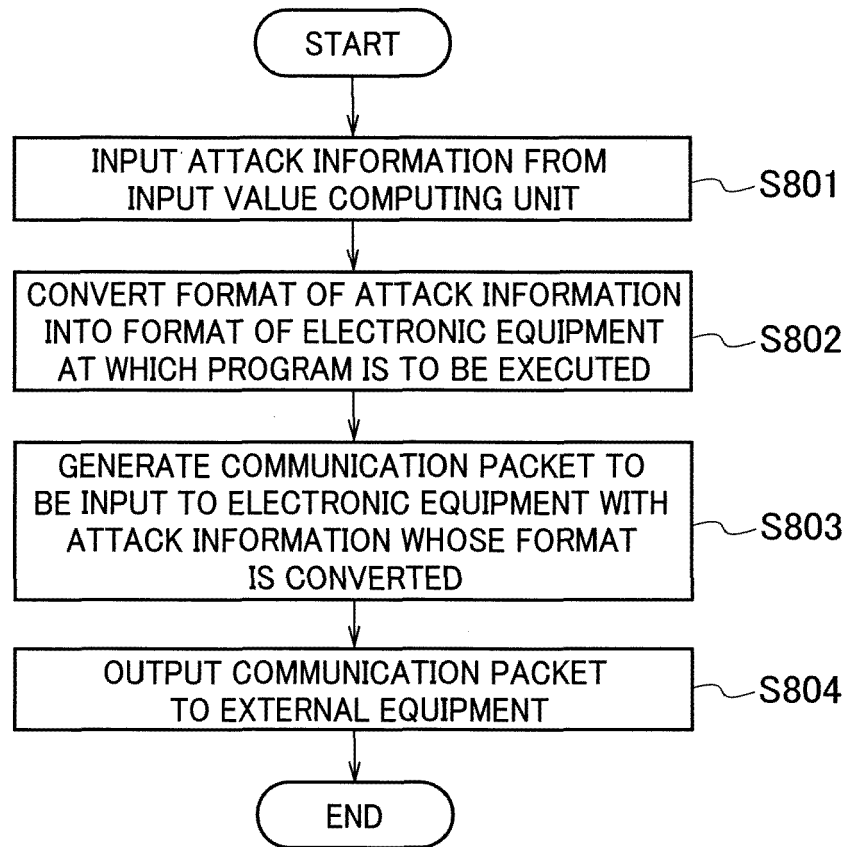 START
INPUT ATTACK INFORMATION FROM
INPUT VALUE COMPUTING UNIT
S801
CONVERT FORMAT OF ATTACK INFORMATION
INTO FORMAT OF ELECTRONIC EQUIPMENT
AT WHICH PROGRAM IS TO BE EXECUTED
S802
GENERATE COMMUNICATION PACKET TO
BE INPUT TO ELECTRONIC EQUIPMENT WITH
ATTACK INFORMATION WHOSE FORMAT
IS CONVERTED
S803
OUTPUT COMMUNICATION PACKET
TO EXTERNAL EQUIPMENT
S804
END